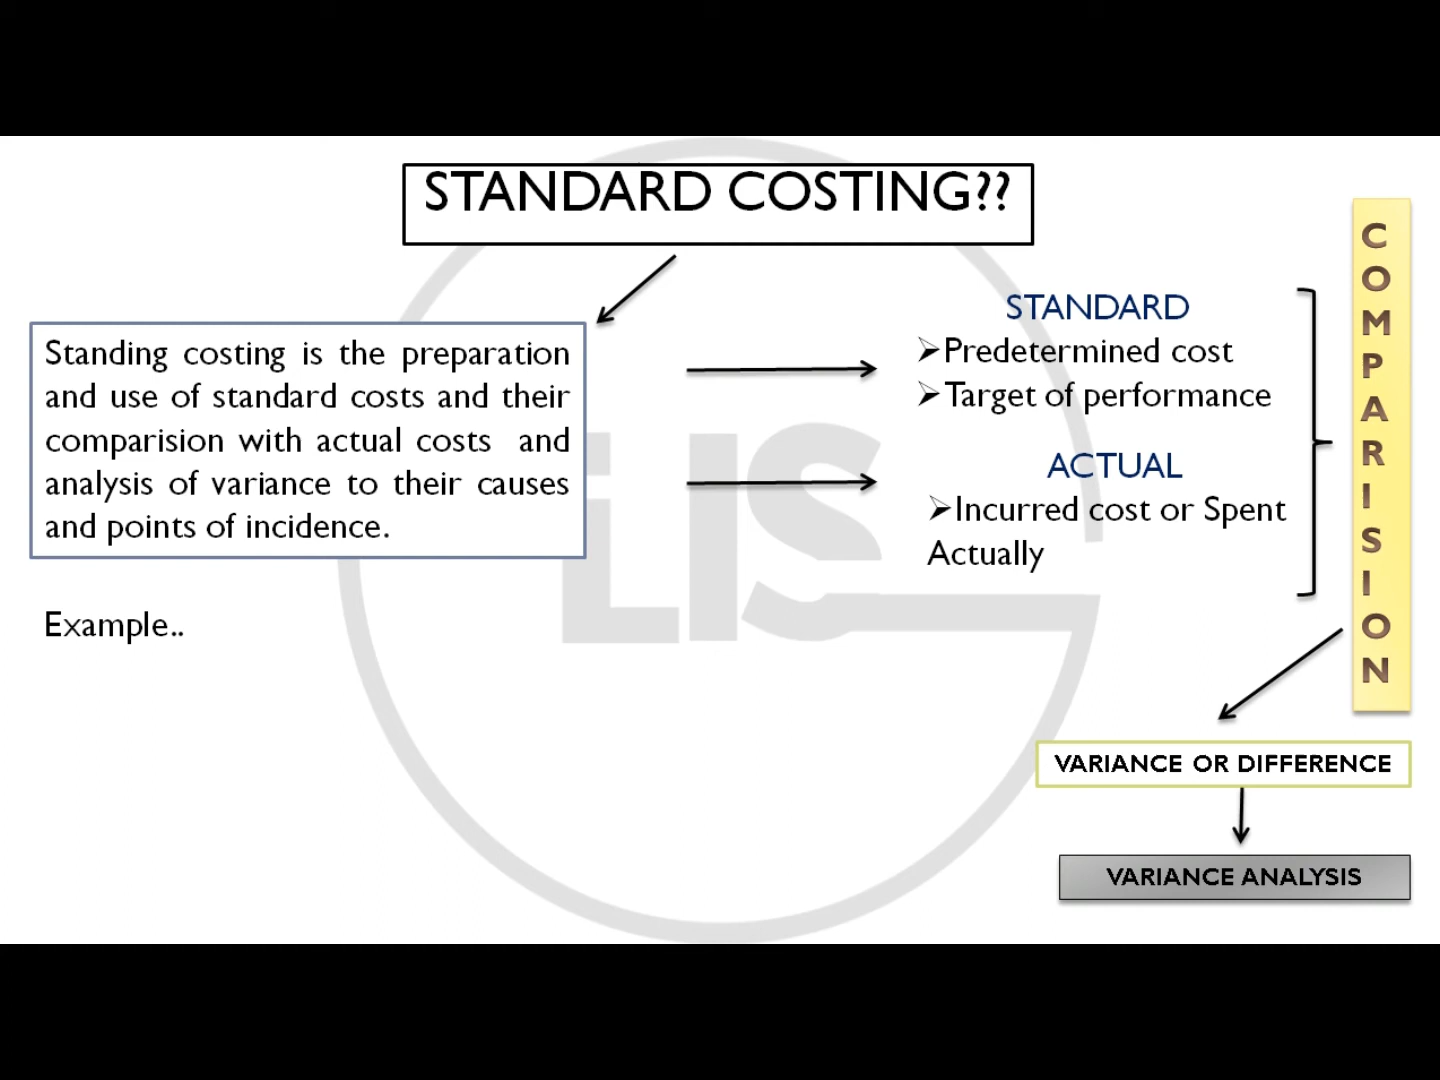 STANDARD COSTING??
Standing costing is the preparation
and use of standard costs and their
comparision with actual costs and
analysis of variance to their causes
and points of incidence.
Example..
STANDARD
➢Predetermined cost
➢Target of performance
ACTUAL
➢Incurred cost or Spent
Actually
COMPARISION
VARIANCE OR DIFFERENCE
VARIANCE ANALYSIS
LIS